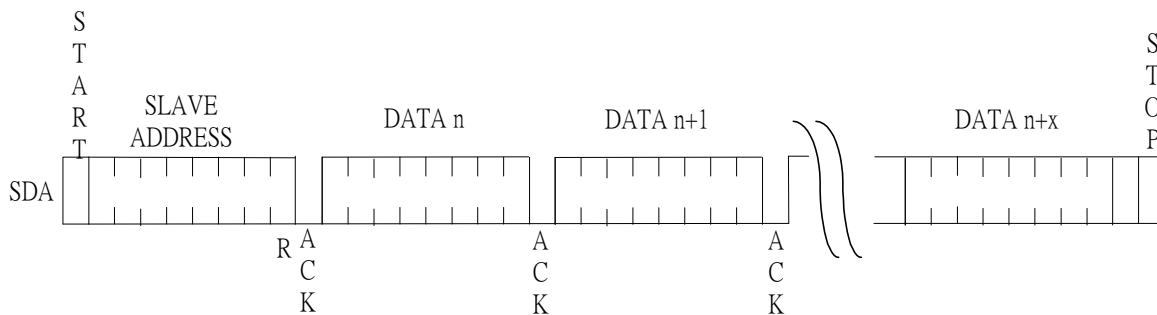 START
STOP
SLAVE
ADDRESS
DATA n
DATA n+1
DATA n+x
SDA
R
ACK
ACK
ACK